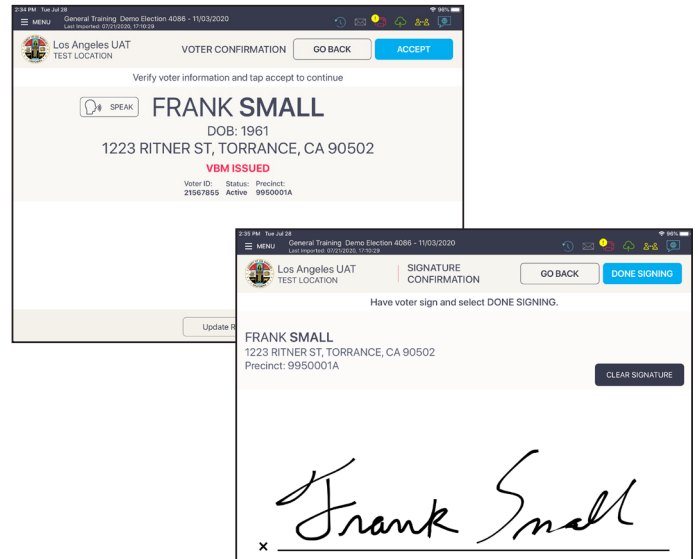 2:34 PM Tue Jul 28
96%
MENU
General Training Demo Election 4086 - 11/03/2020
Last Imported: 07/21/2020, 17:10:29
Los Angeles UAT
TEST LOCATION
VOTER CONFIRMATION
GO BACK
ACCEPT
Verify voter information and tap accept to continue
SPEAK
FRANK SMALL
DOB: 1961
1223 RITNER ST, TORRANCE, CA 90502
VBM ISSUED
Voter ID: Status: Precinct:
21567855 Active 9950001A
Update R
2:35 PM Tue Jul 28
96%
MENU
General Training Demo Election 4086 - 11/03/2020
Last Imported: 07/21/2020, 17:10:29
Los Angeles UAT
TEST LOCATION
SIGNATURE
CONFIRMATION
GO BACK
DONE SIGNING
Have voter sign and select DONE SIGNING.
FRANK SMALL
1223 RITNER ST, TORRANCE, CA 90502
Precinct: 9950001A
CLEAR SIGNATURE
× Frank Small